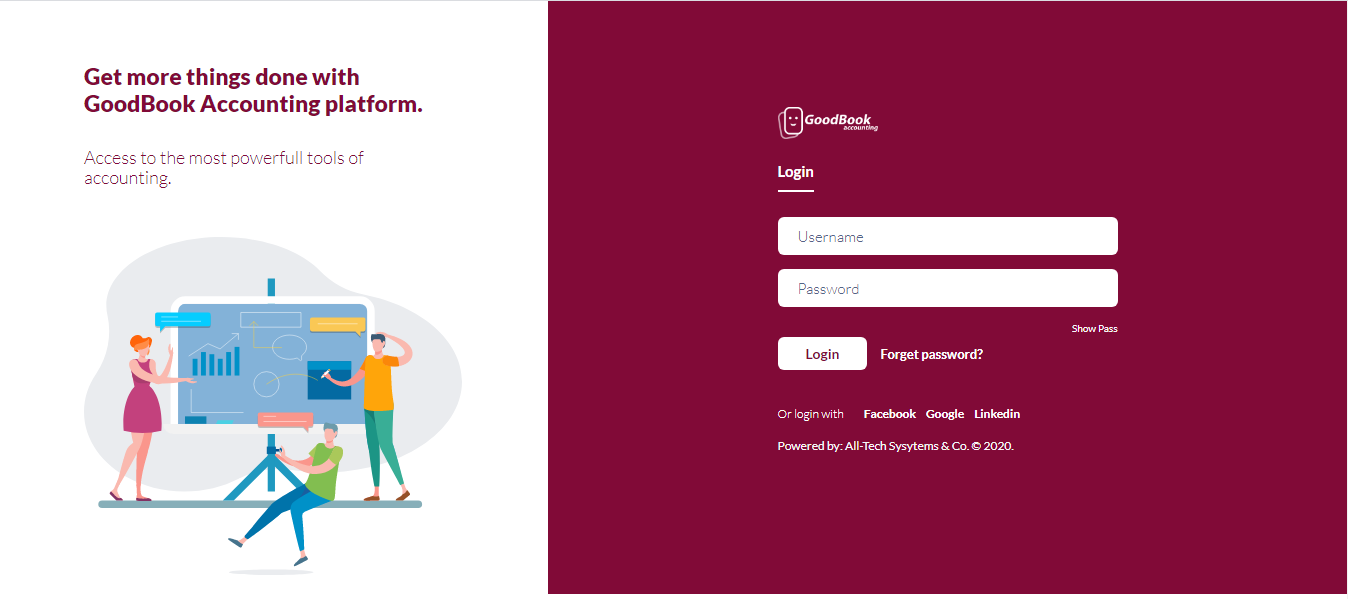 Get more things done with
GoodBook Accounting platform.
Access to the most powerfull tools of
accounting.
GoodBook
accounting
Login
Username
Password
Show Pass
Login Forget password?
Or login with Facebook Google Linkedin
Powered by: All-Tech Sysytems & Co. © 2020.